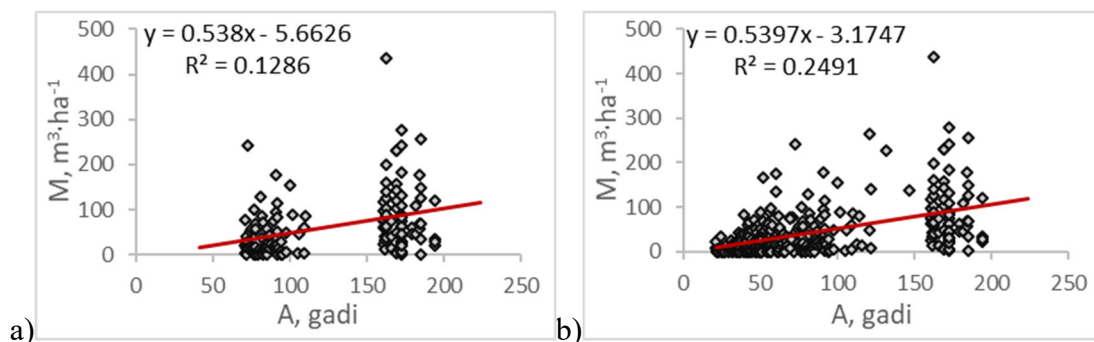 y = 0.538x - 5.6626
R² = 0.1286
M, m³·ha⁻¹
500
400
300
200
100
0
0 50 100 150 200 250
A, gadi
a)
y = 0.5397x - 3.1747
R² = 0.2491
M, m³·ha⁻¹
500
400
300
200
100
0
0 50 100 150 200 250
A, gadi
b)